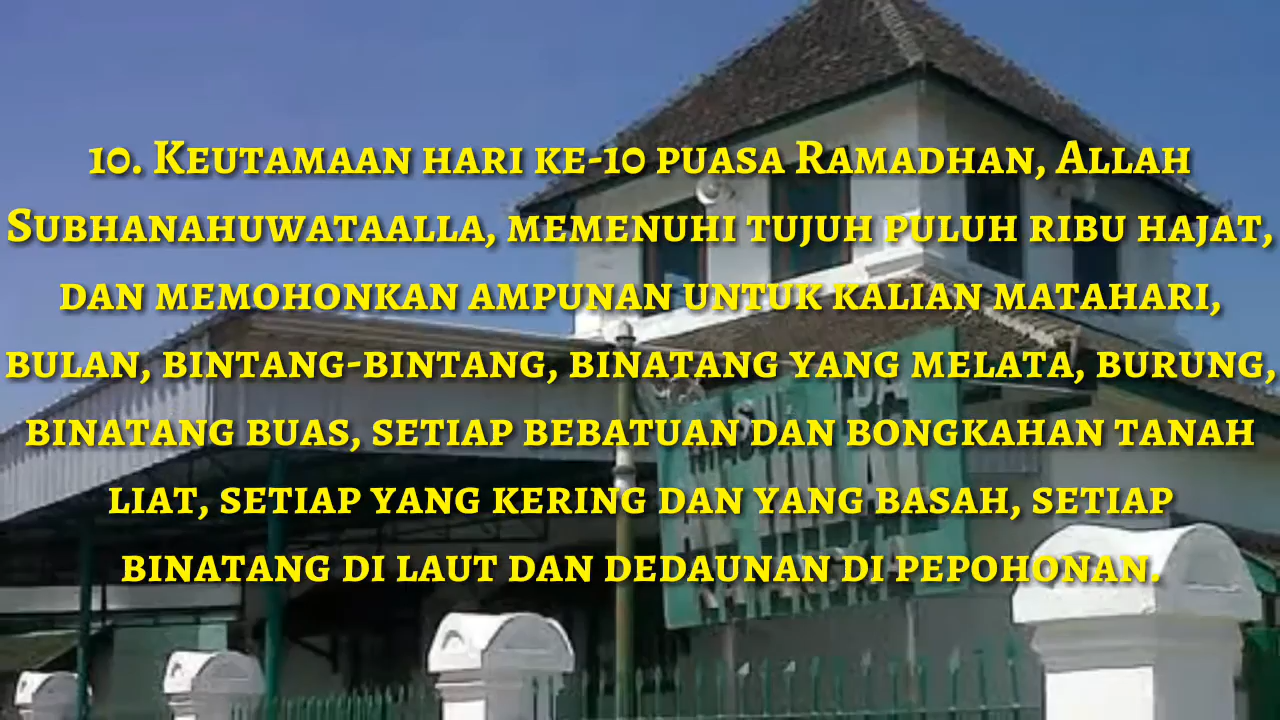 10. Keutamaan hari ke-10 puasa Ramadhan, Allah
Subhanahuwataalla, memenuhi tujuh puluh ribu hajat,
dan memohonkan ampunan untuk kalian matahari,
bulan, bintang-bintang, binatang yang melata, burung,
binatang buas, setiap bebatuan dan bongkahan tanah
liat, setiap yang kering dan yang basah, setiap
binatang di laut dan dedaunan di pepohonan.